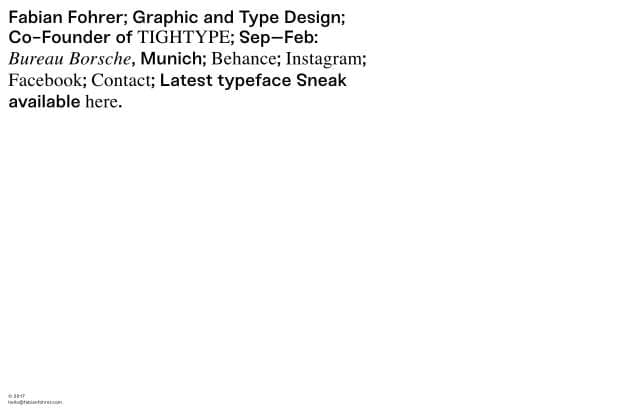 Fabian Fohrer; Graphic and Type Design;
Co–Founder of TIGHTYPE; Sep—Feb:
Bureau Borsche, Munich; Behance; Instagram;
Facebook; Contact; Latest typeface Sneak
available here.
© 2017
hello@fabianfohrer.com